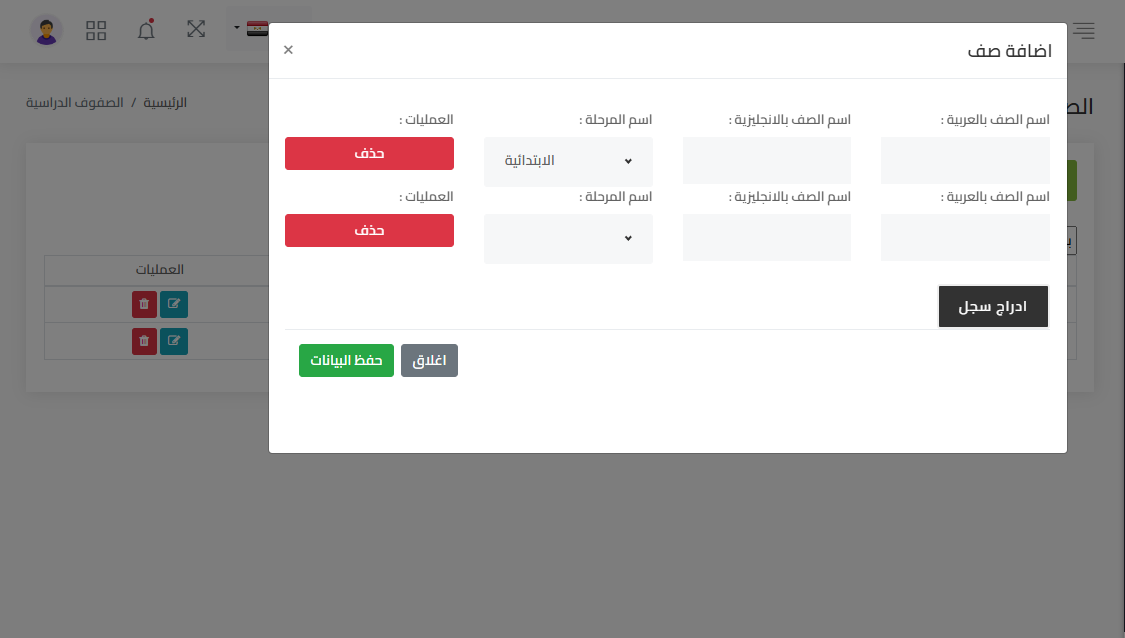 اضافة صف
×
الرئيسية / الصفوف الدراسية
اسم الصف بالعربية :
اسم الصف بالانجليزية :
اسم المرحلة :
العمليات :
الابتدائية
حذف
اسم الصف بالعربية :
اسم الصف بالانجليزية :
اسم المرحلة :
العمليات :
حذف
العمليات
ادراج سجل
اغلاق
حفظ البيانات